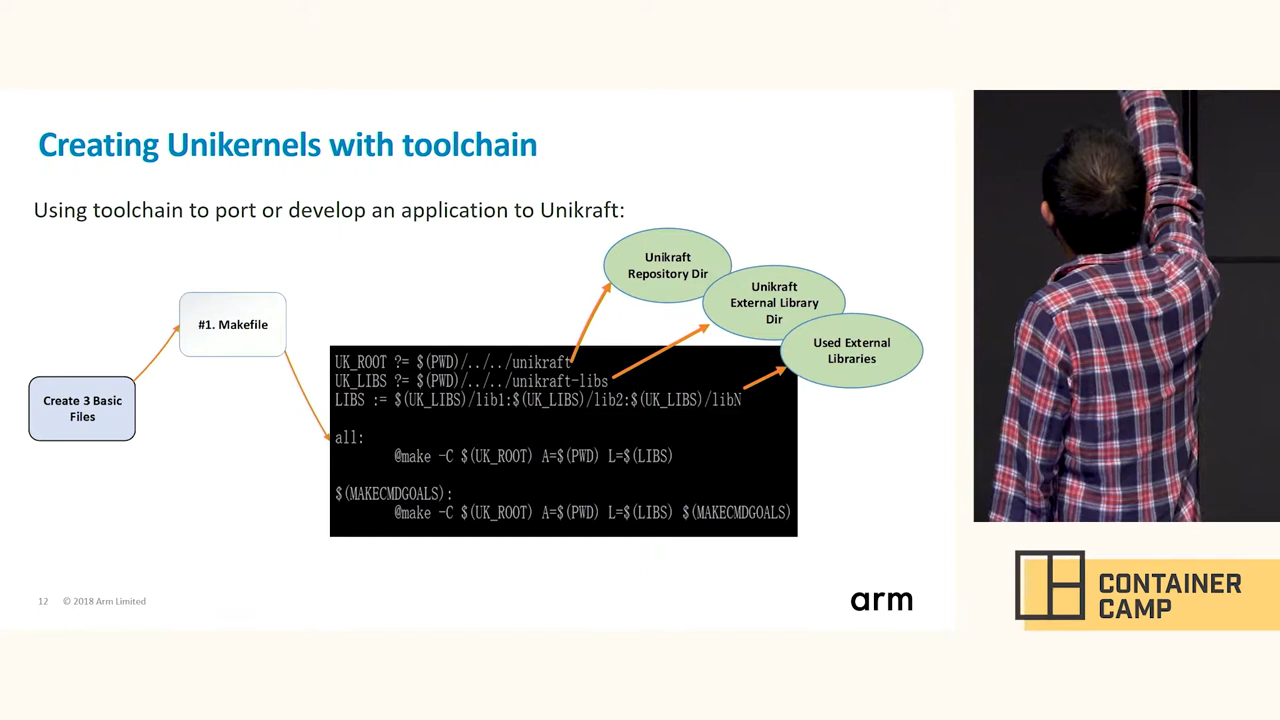 Creating Unikernels with toolchain
Using toolchain to port or develop an application to Unikraft:
Unikraft
Repository Dir
Unikraft
External Library
Dir
Used External
Libraries
#1. Makefile
Create 3 Basic
Files
UK_ROOT ?= $(PWD)/../../unikraft
UK_LIBS ?= $(PWD)/../../unikraft-libs
LIBS := $(UK_LIBS)/lib1:$(UK_LIBS)/lib2:$(UK_LIBS)/libN
all:
@make -C $(UK_ROOT) A=$(PWD) L=$(LIBS)
$(MAKECMDGOALS):
@make -C $(UK_ROOT) A=$(PWD) L=$(LIBS) $(MAKECMDGOALS)
12 © 2018 Arm Limited
arm
CONTAINER
CAMP